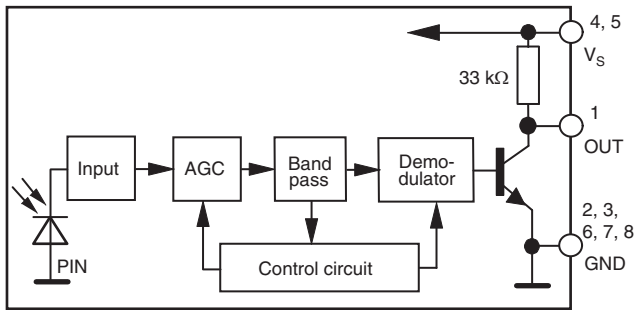 4, 5
V_S
33 kΩ
1
OUT
Input
AGC
Band
pass
Demo-
dulator
2, 3,
6, 7, 8
GND
PIN
Control circuit